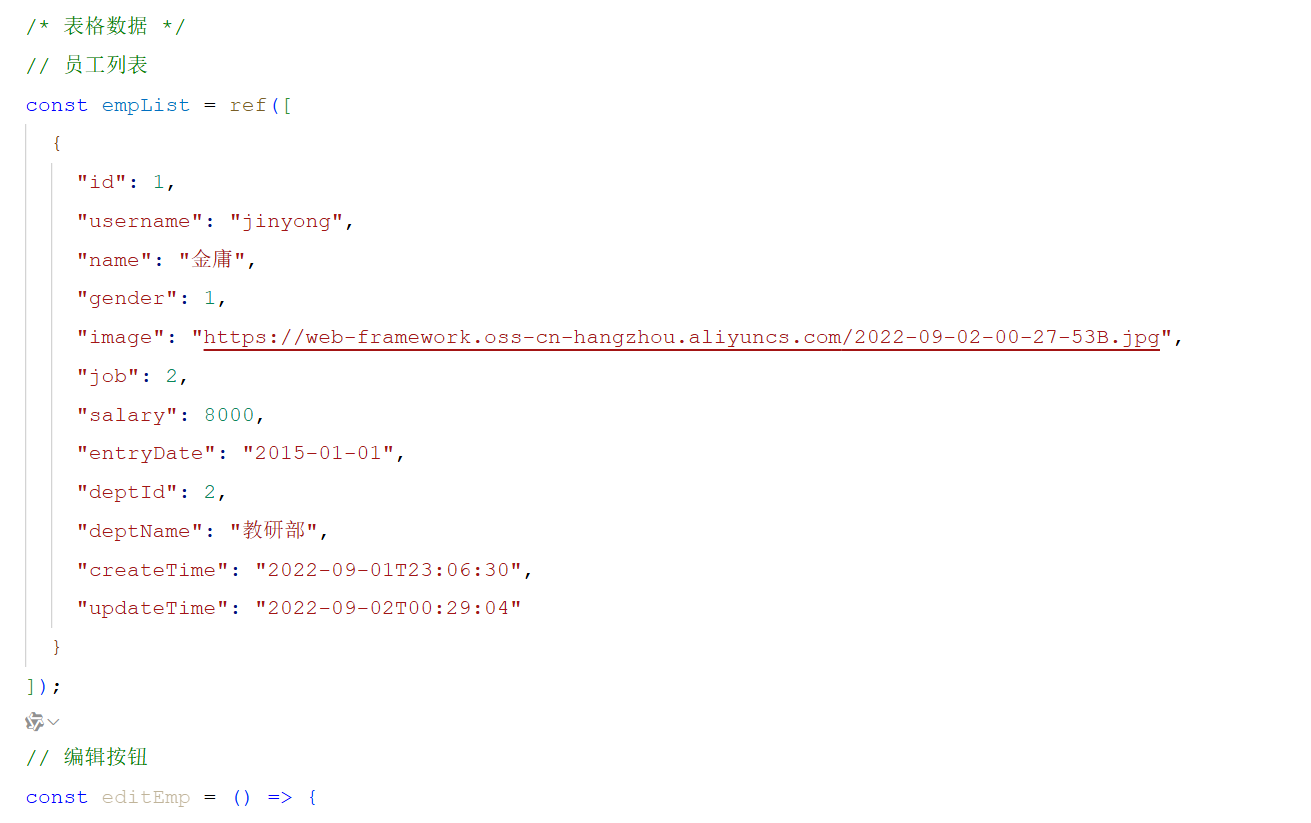 /* 表格数据 */
// 员工列表
const empList = ref([
{
"id": 1,
"username": "jinyong",
"name": "金庸",
"gender": 1,
"image": "https://web-framework.oss-cn-hangzhou.aliyuncs.com/2022-09-02-00-27-53B.jpg",
"job": 2,
"salary": 8000,
"entryDate": "2015-01-01",
"deptId": 2,
"deptName": "教研部",
"createTime": "2022-09-01T23:06:30",
"updateTime": "2022-09-02T00:29:04"
}
]);
// 编辑按钮
const editEmp = () => {